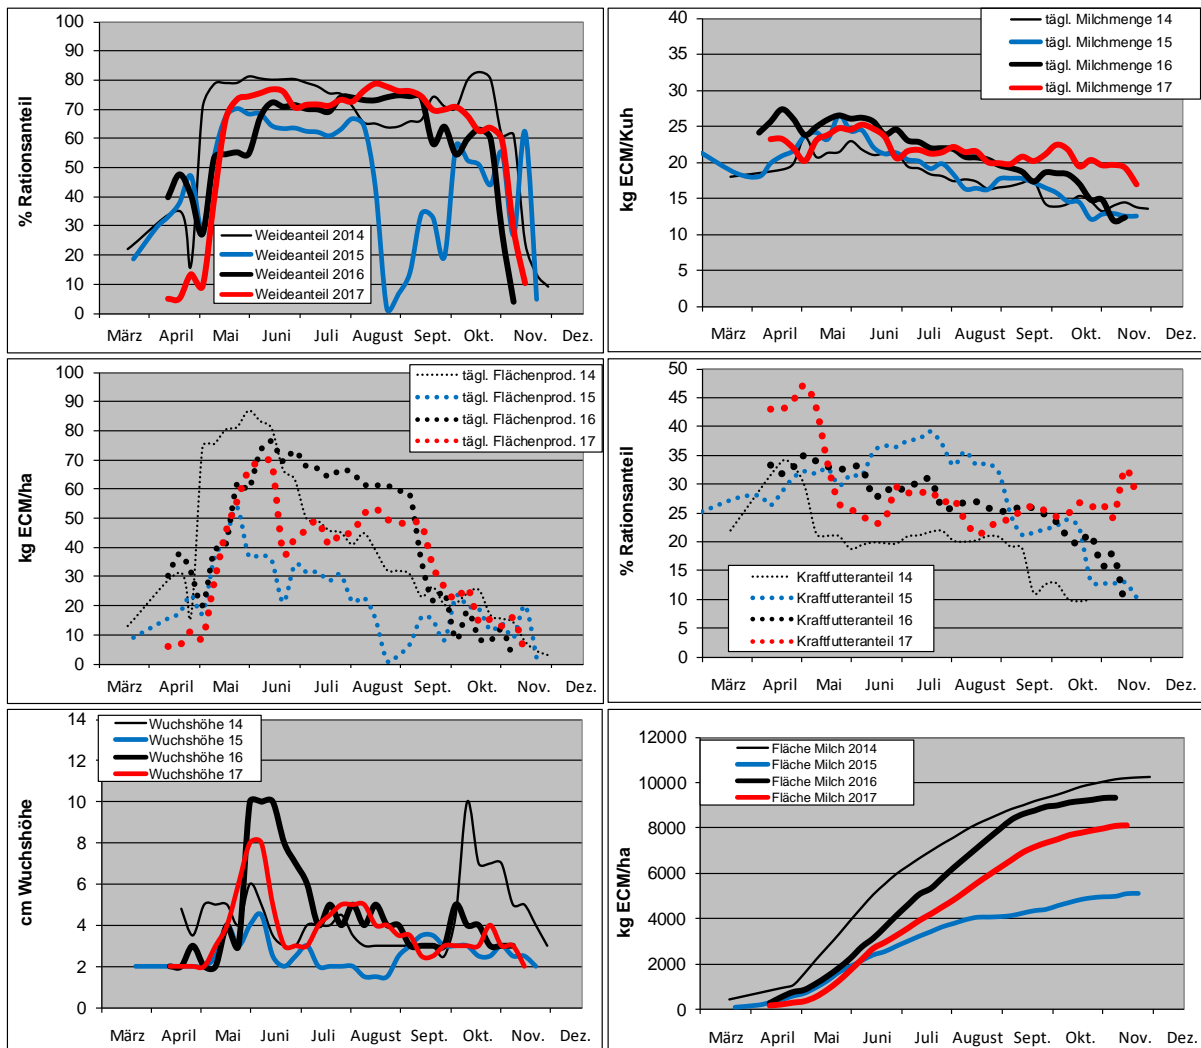 % Rationsanteil
100
90
80
70
60
50
40
30
20
10
0
Weideanteil 2014
Weideanteil 2015
Weideanteil 2016
Weideanteil 2017
März April Mai Juni Juli August Sept. Okt. Nov. Dez.
kg ECM/Kuh
40
35
30
25
20
15
10
5
0
tägl. Milchmenge 14
tägl. Milchmenge 15
tägl. Milchmenge 16
tägl. Milchmenge 17
März April Mai Juni Juli August Sept. Okt. Nov. Dez.
kg ECM/ha
100
90
80
70
60
50
40
30
20
10
0
tägl. Flächenprod. 14
tägl. Flächenprod. 15
tägl. Flächenprod. 16
tägl. Flächenprod. 17
März April Mai Juni Juli August Sept. Okt. Nov. Dez.
% Rationsanteil
50
45
40
35
30
25
20
15
10
5
0
Kraftfutteranteil 14
Kraftfutteranteil 15
Kraftfutteranteil 16
Kraftfutteranteil 17
März April Mai Juni Juli August Sept. Okt. Nov. Dez.
cm Wuchshöhe
14
12
10
8
6
4
2
0
Wuchshöhe 14
Wuchshöhe 15
Wuchshöhe 16
Wuchshöhe 17
März April Mai Juni Juli August Sept. Okt. Nov. Dez.
kg ECM/ha
12000
10000
8000
6000
4000
2000
0
Fläche Milch 2014
Fläche Milch 2015
Fläche Milch 2016
Fläche Milch 2017
März April Mai Juni Juli August Sept. Okt. Nov. Dez.